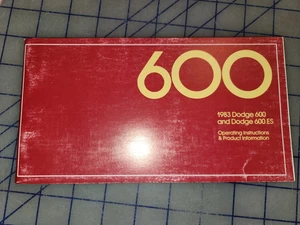 600
1983 Dodge 600
and Dodge 600 ES
Operating Instructions
& Product Information